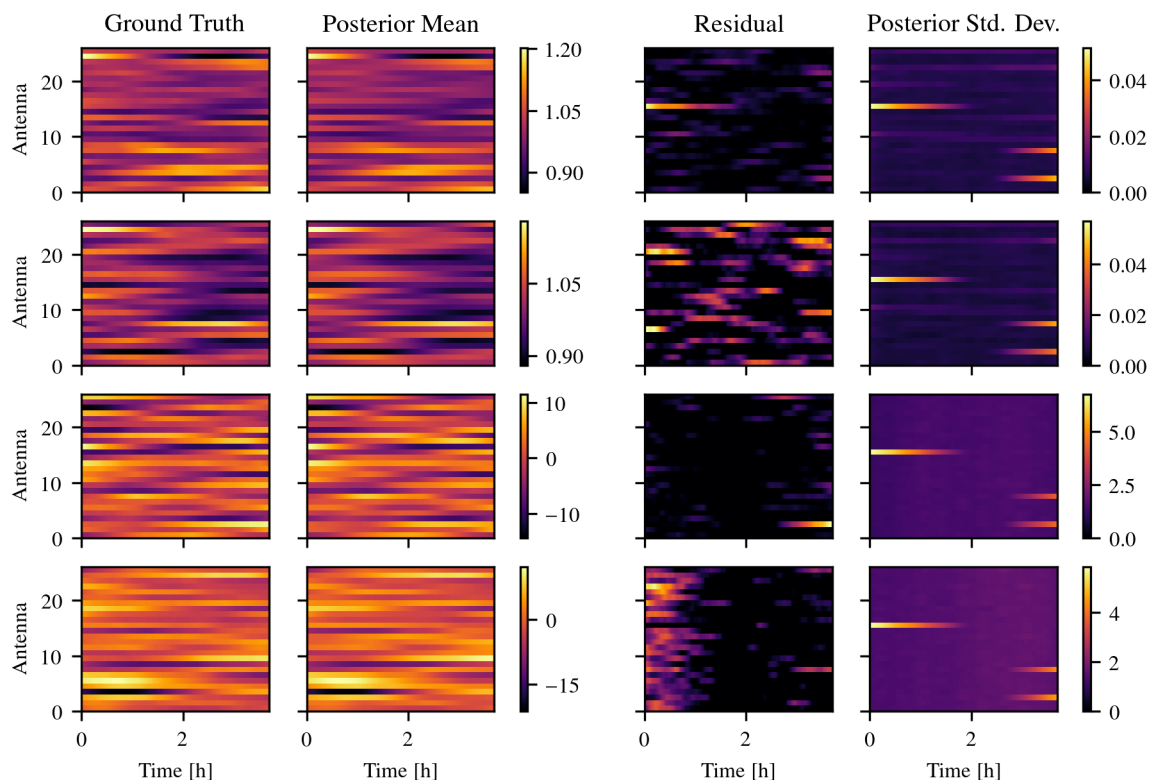 Ground Truth Posterior Mean Residual Posterior Std. Dev.
Antenna 20 10 0 1.20 1.05 0.90 0.04 0.02 0.00
Antenna 20 10 0 1.05 0.90 0.04 0.02 0.00
Antenna 20 10 0 10 0 −10 5.0 2.5 0.0
Antenna 20 10 0 0 −15 4 2 0
0 2 0 2 0 2 0 2
Time [h] Time [h] Time [h] Time [h]